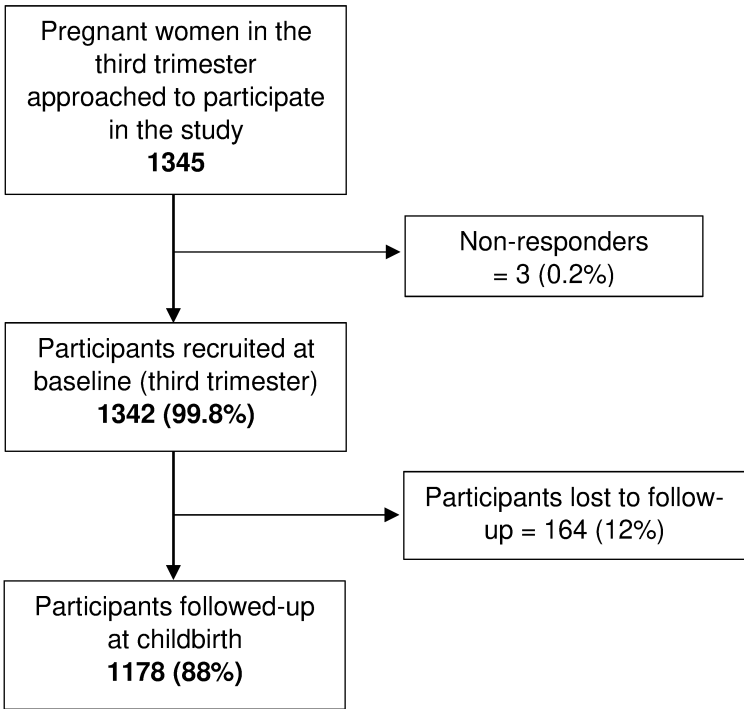 Pregnant women in the
third trimester
approached to participate
in the study
1345
Non-responders
= 3 (0.2%)
Participants recruited at
baseline (third trimester)
1342 (99.8%)
Participants lost to follow-
up = 164 (12%)
Participants followed-up
at childbirth
1178 (88%)